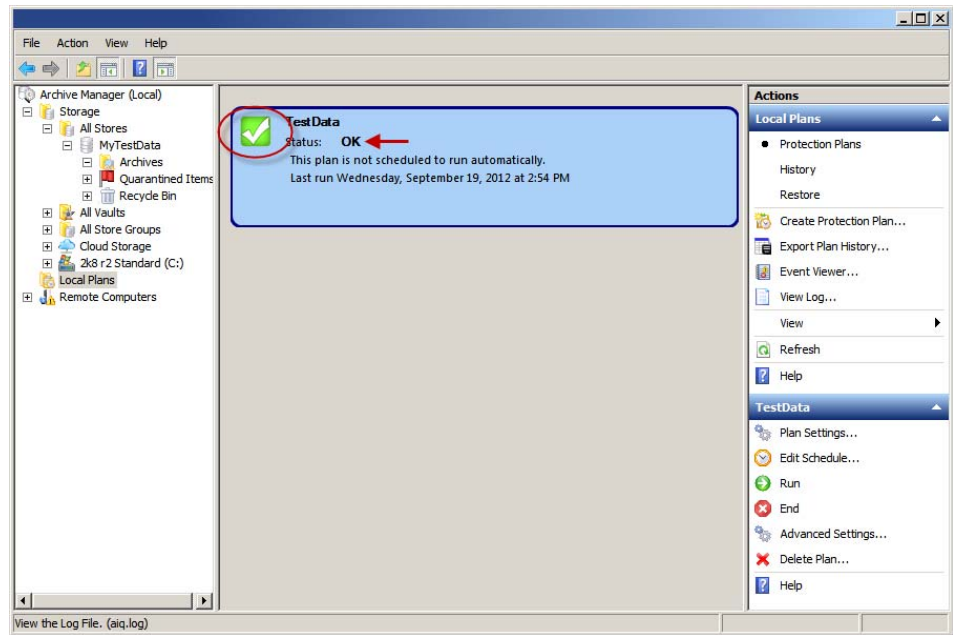 File Action View Help
Archive Manager (Local)
Storage
All Stores
MyTestData
Archives
Quarantined Items
Recycle Bin
All Vaults
All Store Groups
Cloud Storage
2k8 r2 Standard (C:)
Local Plans
Remote Computers
TestData
Status: OK
This plan is not scheduled to run automatically.
Last run Wednesday, September 19, 2012 at 2:54 PM
Actions
Local Plans
Protection Plans
History
Restore
Create Protection Plan...
Export Plan History...
Event Viewer...
View Log...
View
Refresh
Help
TestData
Plan Settings...
Edit Schedule...
Run
End
Advanced Settings...
Delete Plan...
Help
View the Log File. (aiq.log)